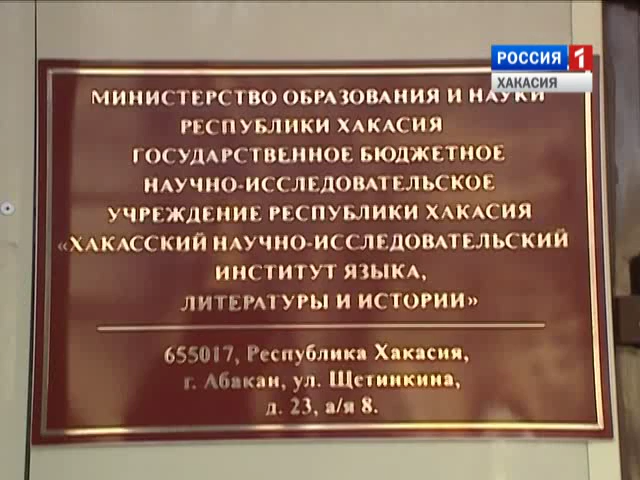 РОССИЯ 1
ХАКАСИЯ
МИНИСТЕРСТВО ОБРАЗОВАНИЯ И НАУКИ
РЕСПУБЛИКИ ХАКАСИЯ
ГОСУДАРСТВЕННОЕ БЮДЖЕТНОЕ
НАУЧНО-ИССЛЕДОВАТЕЛЬСКОЕ
УЧРЕЖДЕНИЕ РЕСПУБЛИКИ ХАКАСИЯ
«ХАКАССКИЙ НАУЧНО-ИССЛЕДОВАТЕЛЬСКИЙ
ИНСТИТУТ ЯЗЫКА,
ЛИТЕРАТУРЫ И ИСТОРИИ»
655017, Республика Хакасия,
г. Абакан, ул. Щетинкина,
д. 23, а/я 8.